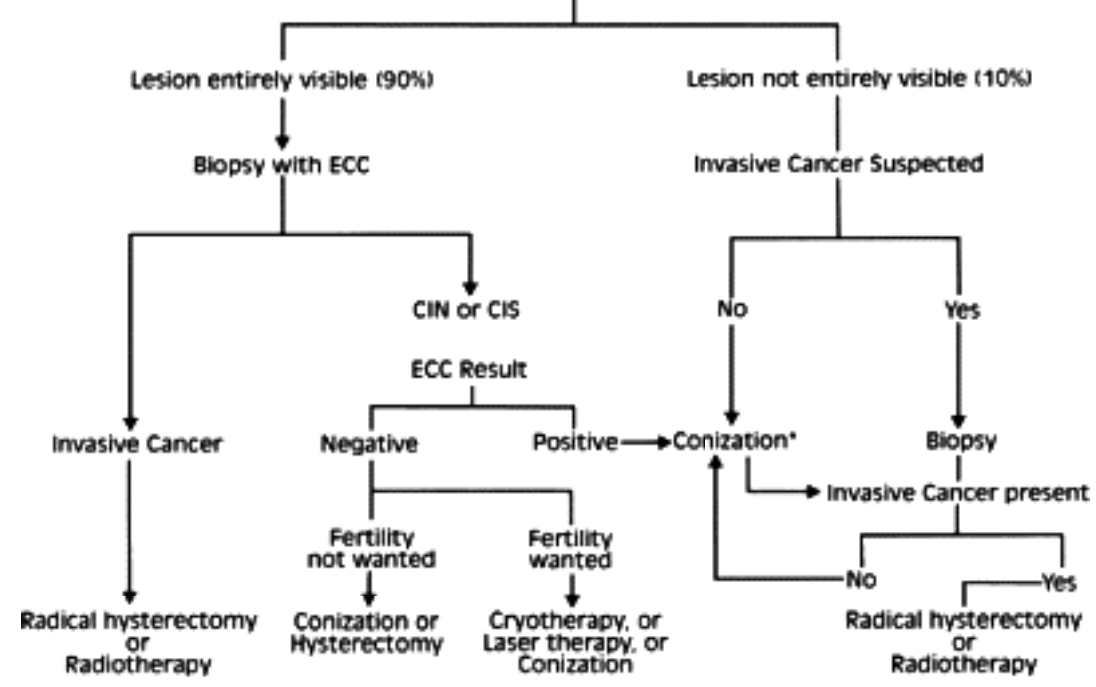 Lesion entirely visible (90%)
Lesion not entirely visible (10%)
Biopsy with ECC
Invasive Cancer Suspected
CIN or CIS
No
Yes
ECC Result
Invasive Cancer
Negative
Positive
Conization*
Biopsy
Invasive Cancer present
Fertility
not wanted
Fertility
wanted
No
Yes
Radical hysterectomy
or
Radiotherapy
Conization or
Hysterectomy
Cryotherapy, or
Laser therapy, or
Conization
Radical hysterectomy
or
Radiotherapy